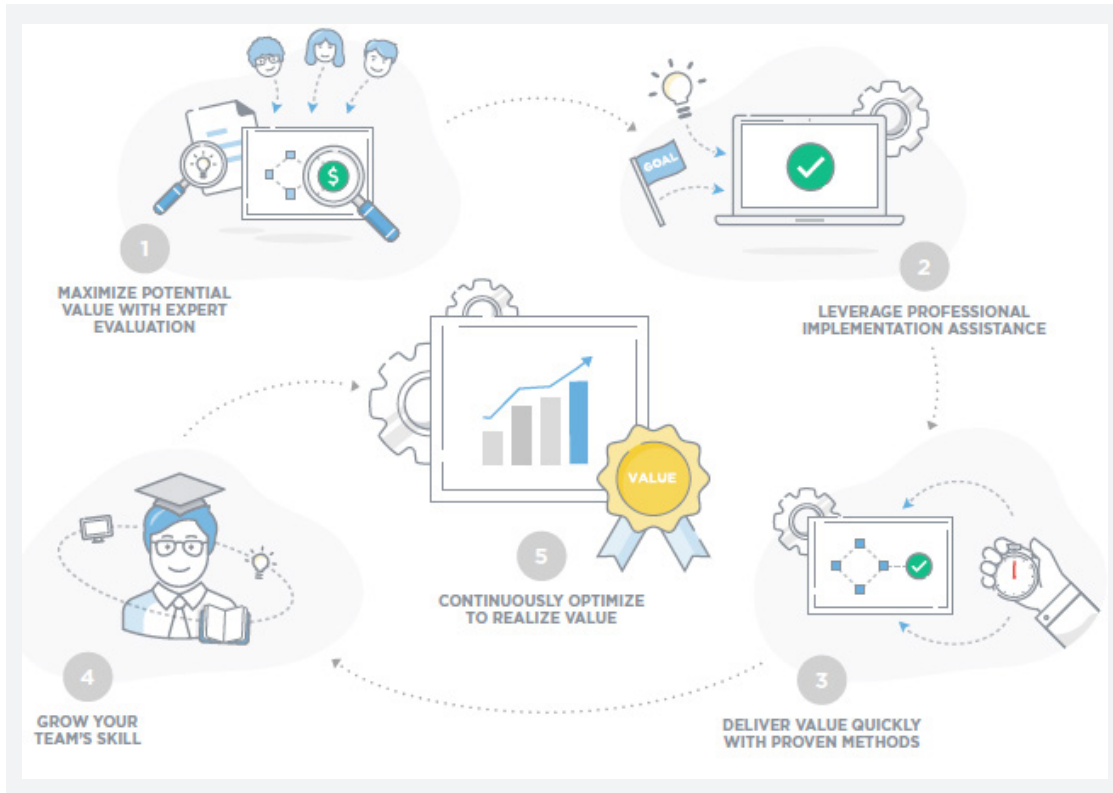 $
1
MAXIMIZE POTENTIAL
VALUE WITH EXPERT
EVALUATION
GOAL
2
LEVERAGE PROFESSIONAL
IMPLEMENTATION ASSISTANCE
3
DELIVER VALUE QUICKLY
WITH PROVEN METHODS
4
GROW YOUR
TEAM'S SKILL
VALUE
5
CONTINUOUSLY OPTIMIZE
TO REALIZE VALUE